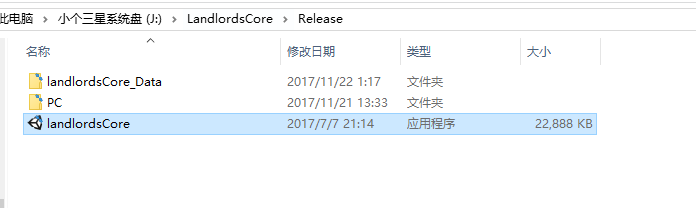 此电脑 > 小个三星系统盘 (J:) > LandlordsCore > Release
名称 修改日期 类型 大小
landlordsCore_Data 2017/11/22 1:17 文件夹
PC 2017/11/21 13:33 文件夹
landlordsCore 2017/7/7 21:14 应用程序 22,888 KB